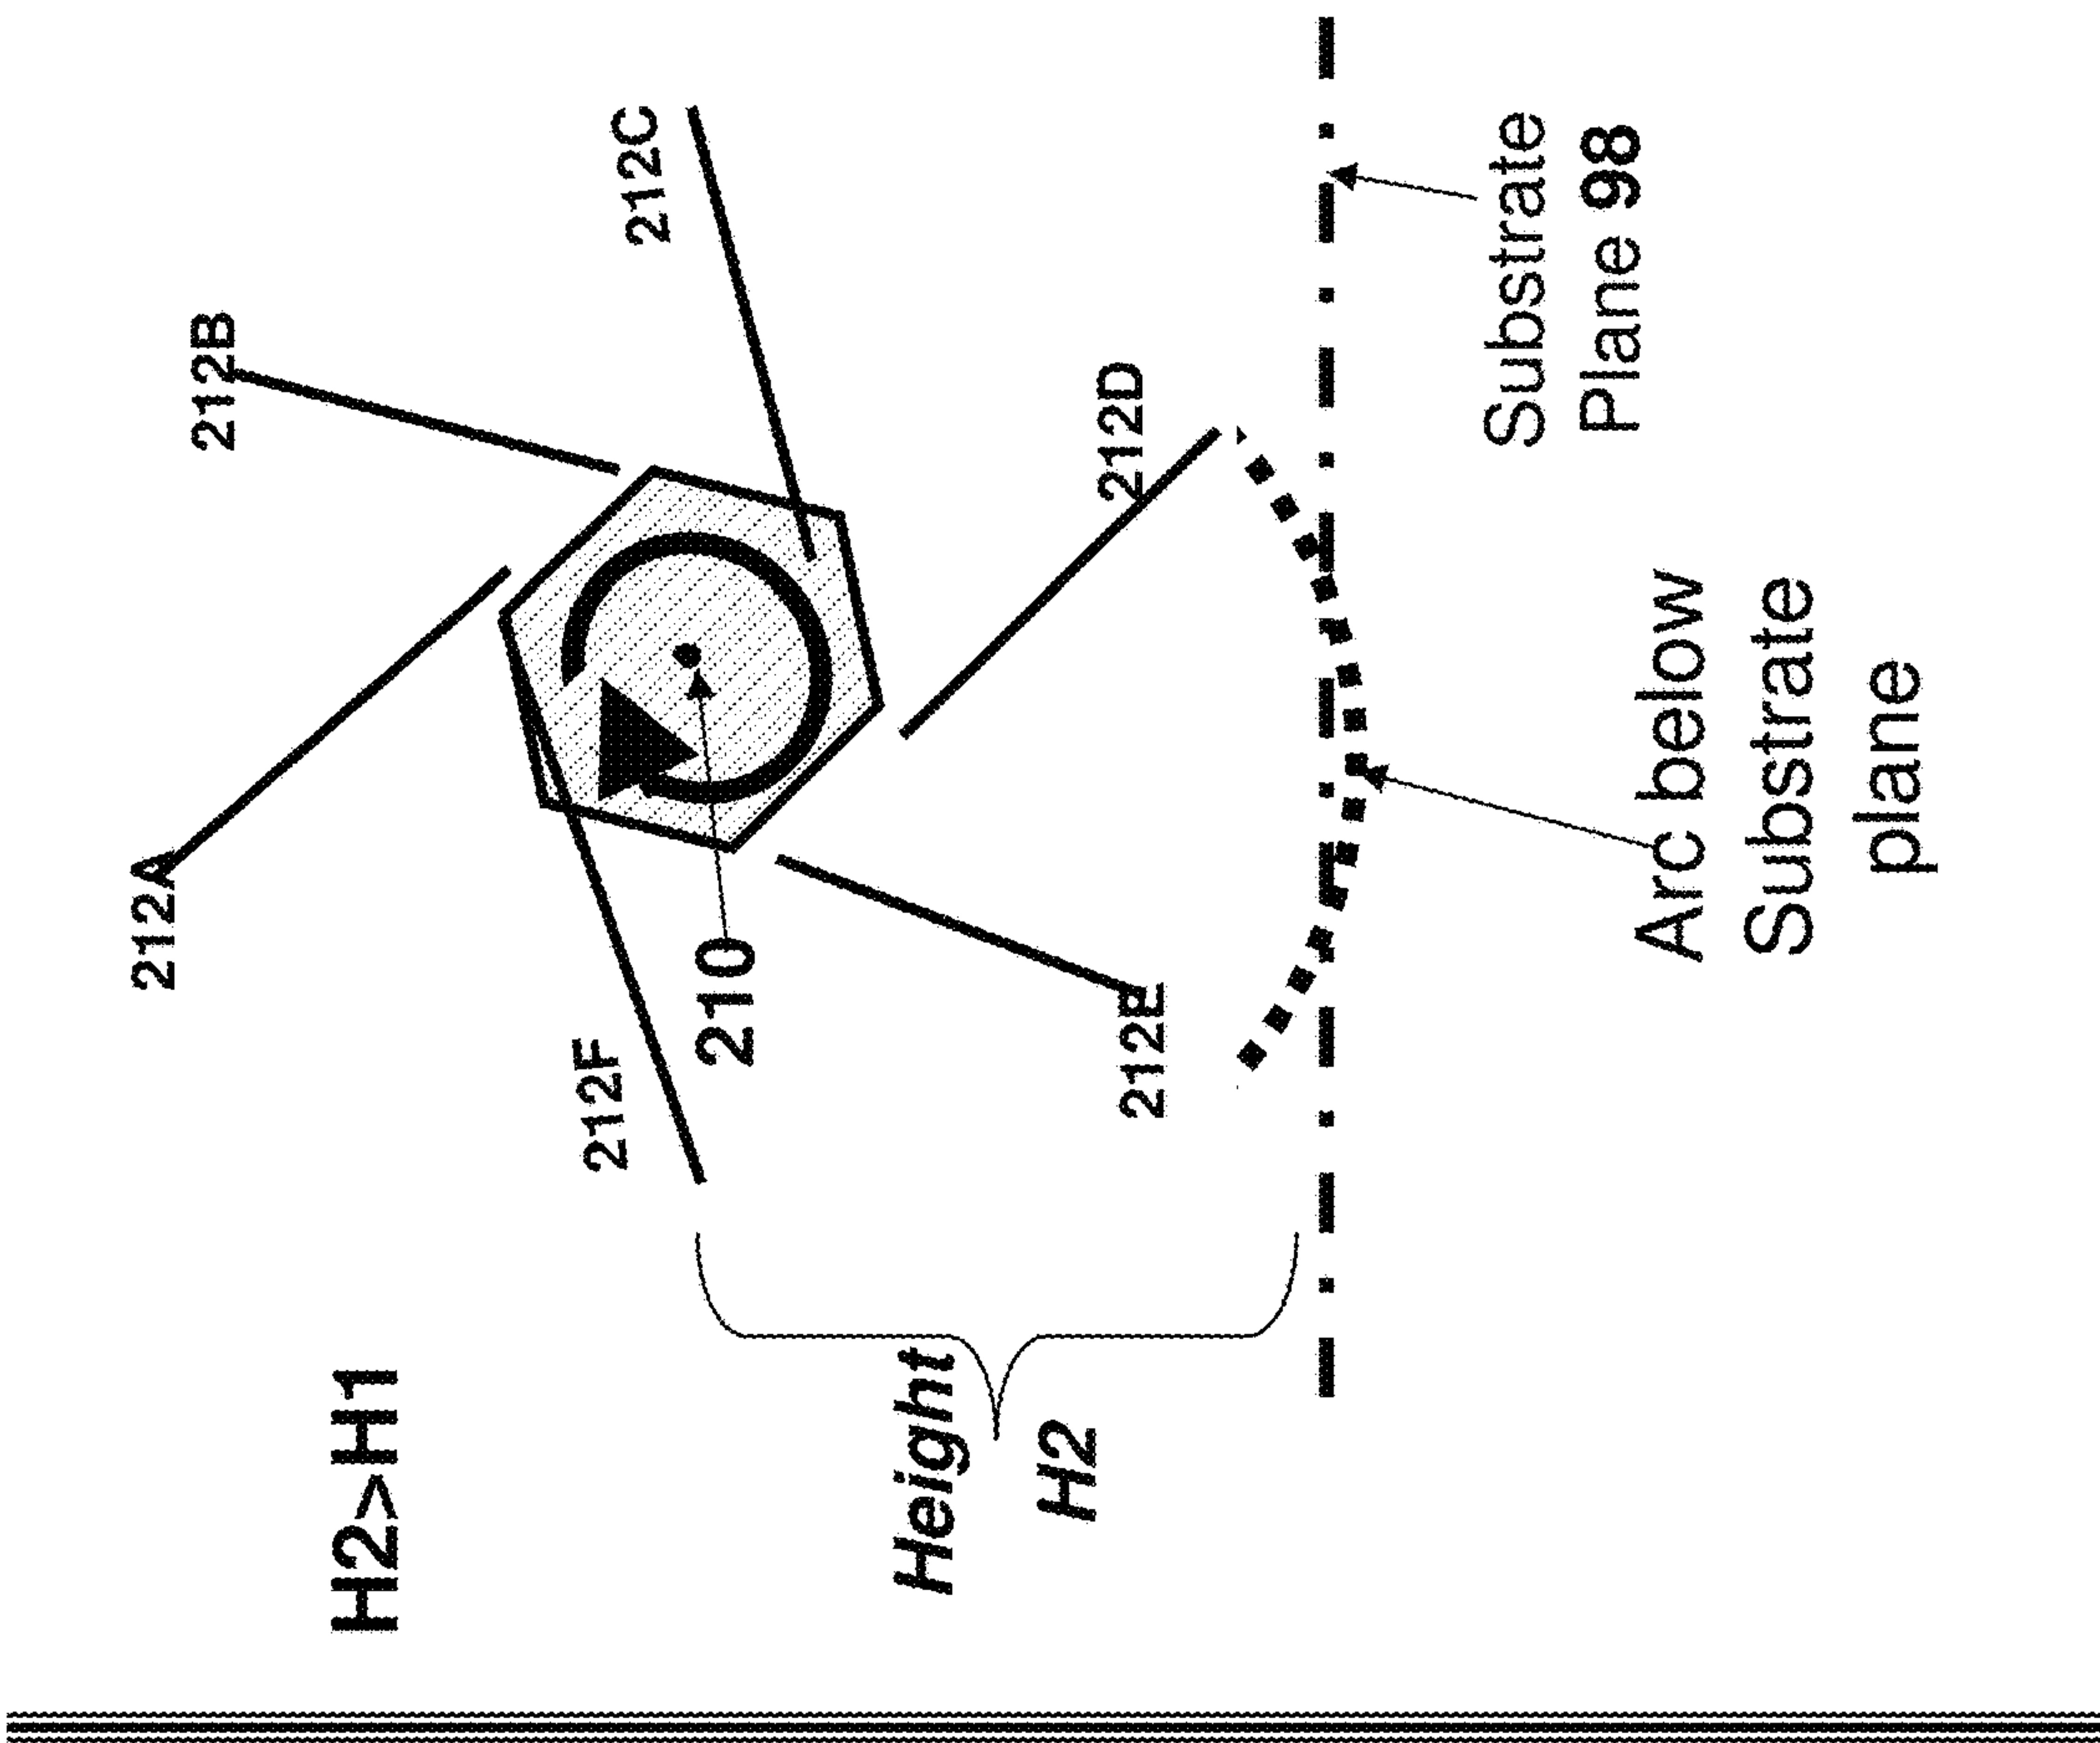 H2>H1
212A
212B
212C
212F
210
212D
212E
Height
H2
Substrate
Plane 98
Arc below
Substrate
plane